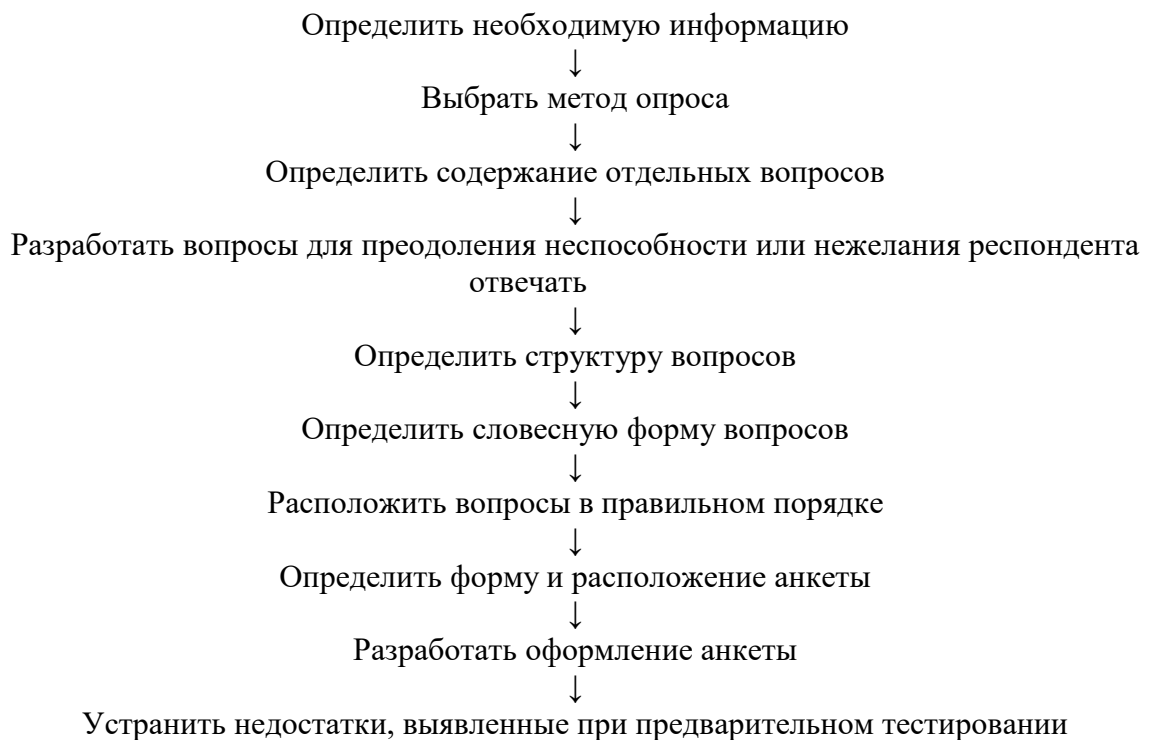 Определить необходимую информацию
↓
Выбрать метод опроса
↓
Определить содержание отдельных вопросов
↓
Разработать вопросы для преодоления неспособности или нежелания респондента
отвечать
↓
Определить структуру вопросов
↓
Определить словесную форму вопросов
↓
Расположить вопросы в правильном порядке
↓
Определить форму и расположение анкеты
↓
Разработать оформление анкеты
↓
Устранить недостатки, выявленные при предварительном тестировании